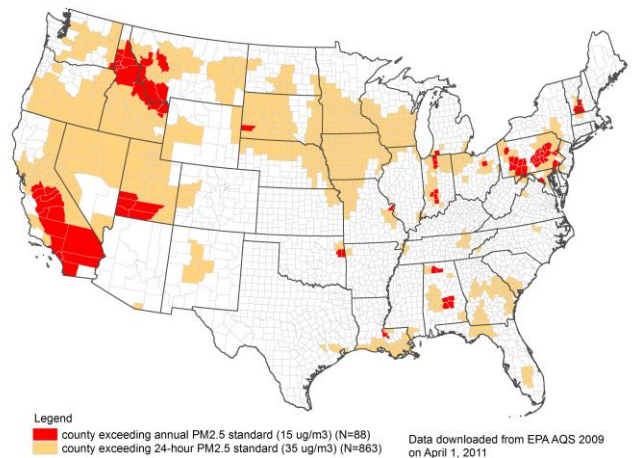 Legend
county exceeding annual PM2.5 standard (15 ug/m3) (N=88)
county exceeding 24-hour PM2.5 standard (35 ug/m3) (N=863)
Data downloaded from EPA AQS 2009
on April 1, 2011